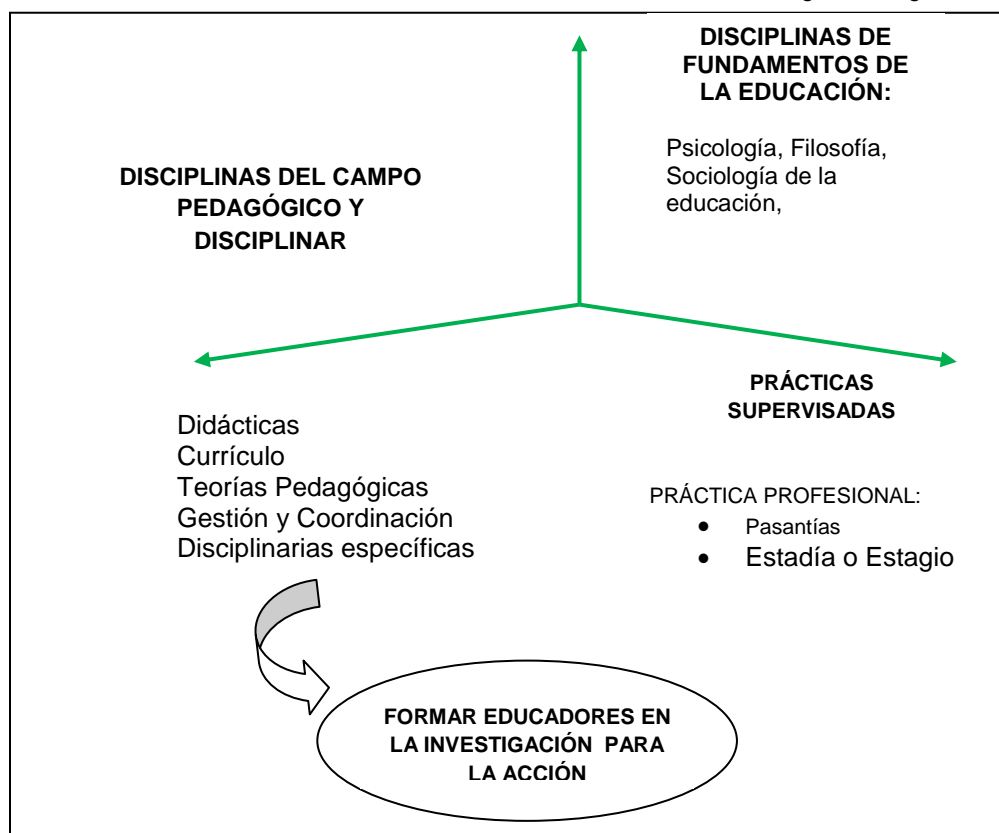 DISCIPLINAS DE
FUNDAMENTOS DE
LA EDUCACIÓN:
Psicología, Filosofía,
Sociología de la
educación,
DISCIPLINAS DEL CAMPO
PEDAGÓGICO Y
DISCIPLINAR
PRÁCTICAS
SUPERVISADAS
Didácticas
Currículo
Teorías Pedagógicas
Gestión y Coordinación
Disciplinarias específicas
PRÁCTICA PROFESIONAL:
• Pasantías
• Estadía o Estagio
FORMAR EDUCADORES EN
LA INVESTIGACIÓN PARA
LA ACCIÓN